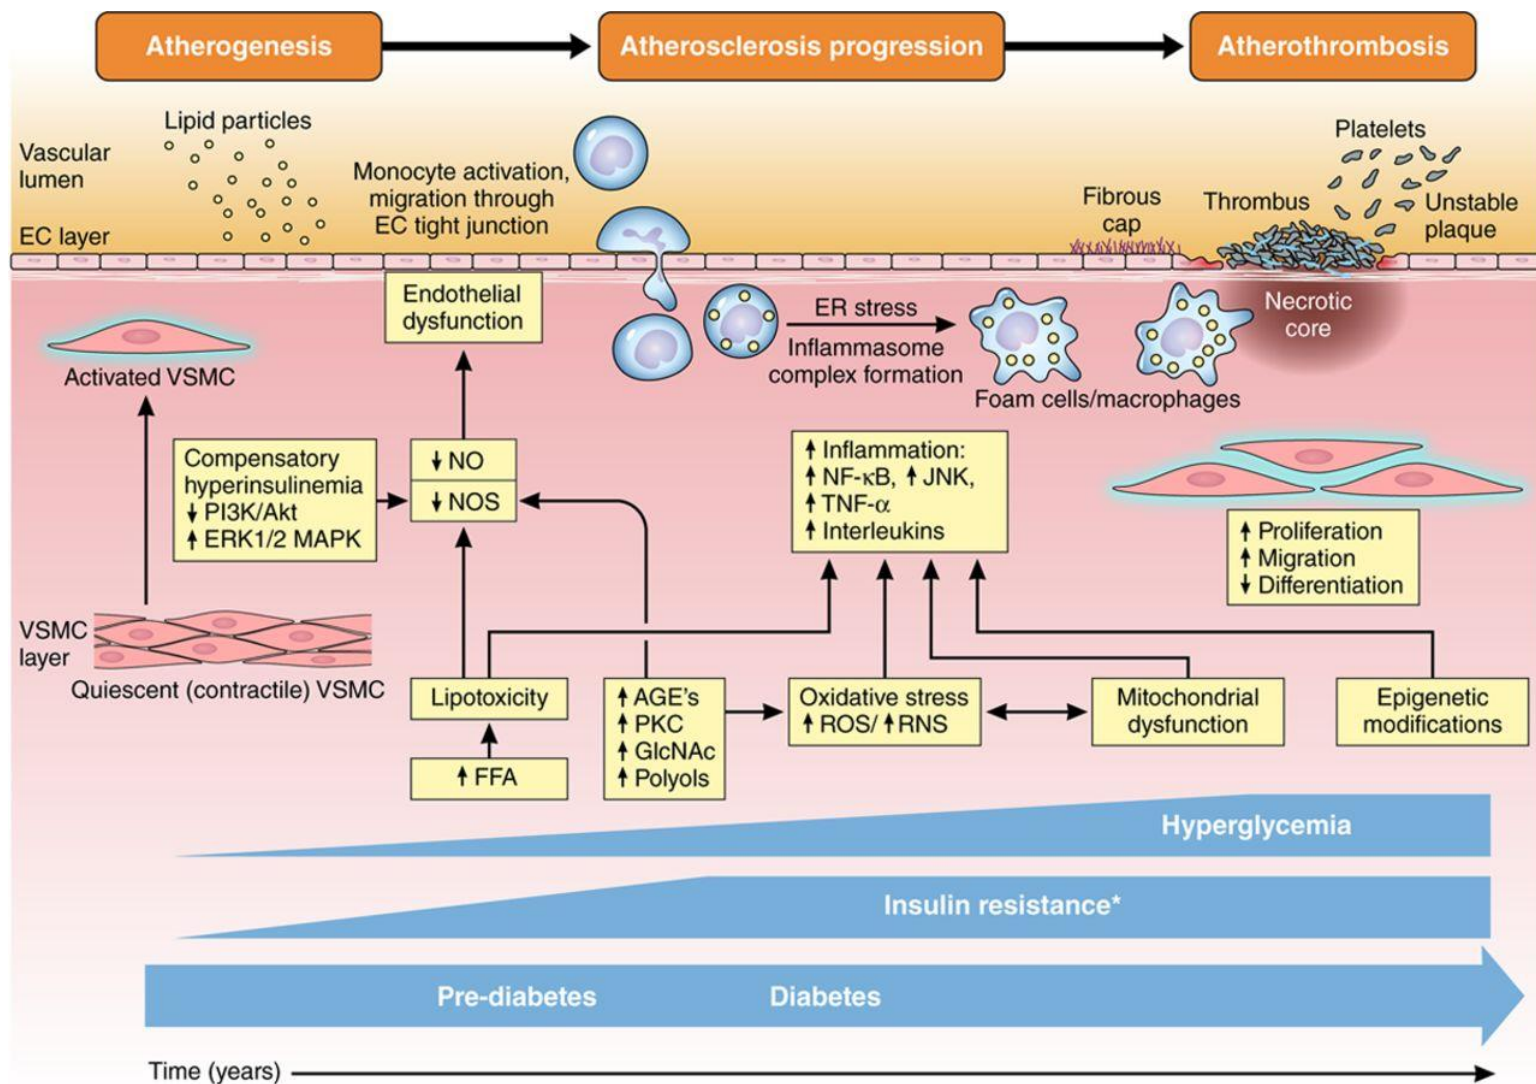 Atherogenesis
Atherosclerosis progression
Atherothrombosis
Lipid particles
Vascular
lumen
EC layer
Monocyte activation,
migration through
EC tight junction
Fibrous
cap
Thrombus
Platelets
Unstable
plaque
Endothelial
dysfunction
ER stress
Inflammasome
complex formation
Foam cells/macrophages
Necrotic
core
Activated VSMC
Compensatory
hyperinsulinemia
↓ PI3K/Akt
↑ ERK1/2 MAPK
↓ NO
↓ NOS
↑ Inflammation:
↑ NF-κB, ↑ JNK,
↑ TNF-α
↑ Interleukins
↑ Proliferation
↑ Migration
↓ Differentiation
VSMC
layer
Quiescent (contractile) VSMC
Lipotoxicity
↑ FFA
↑ AGE's
↑ PKC
↑ GlcNAc
↑ Polyols
Oxidative stress
↑ ROS/ ↑RNS
Mitochondrial
dysfunction
Epigenetic
modifications
Hyperglycemia
Insulin resistance*
Pre-diabetes
Diabetes
Time (years)